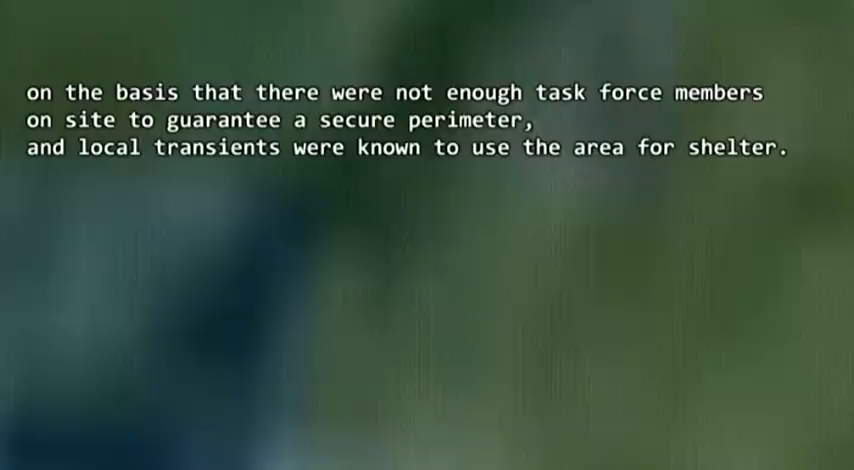 on the basis that there were not enough task force members
on site to guarantee a secure perimeter,
and local transients were known to use the area for shelter.